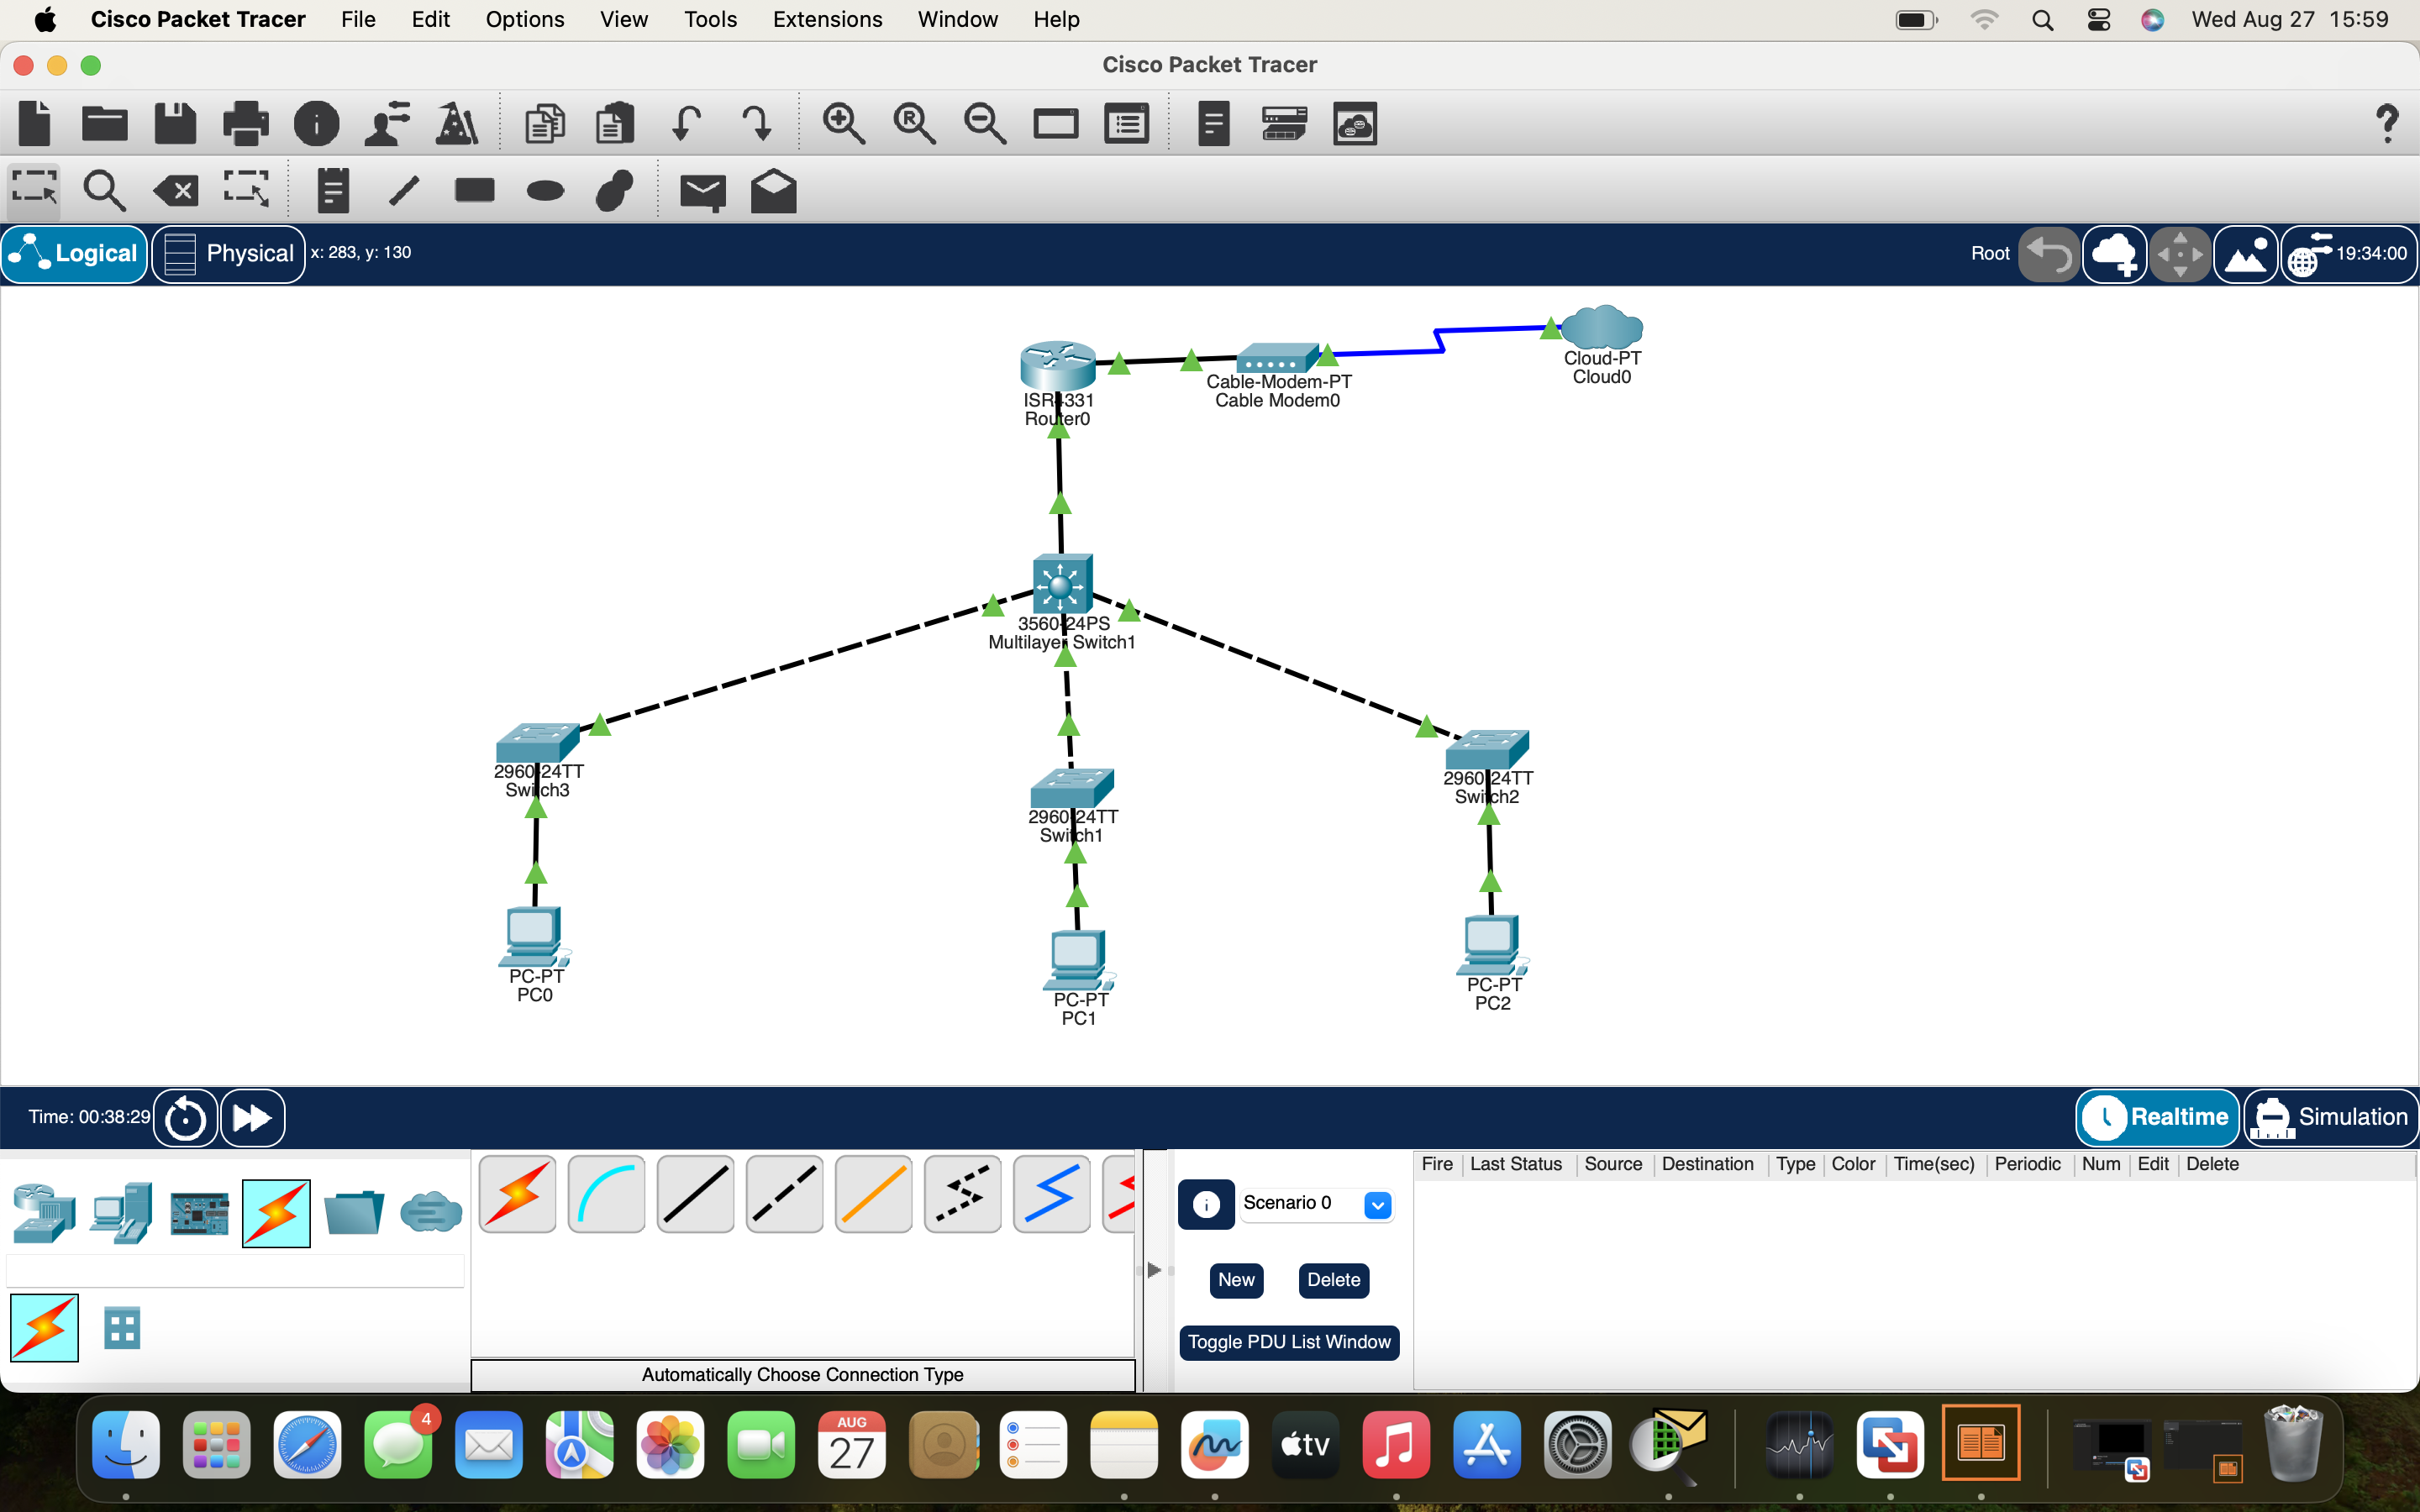 Cisco Packet Tracer File Edit Options View Tools Extensions Window Help Wed Aug 27 15:59
Cisco Packet Tracer
Logical Physical x: 283, y: 130 Root 19:34:00
Cloud-PT
Cloud0
Cable-Modem-PT
Cable Modem0
ISR4331
Router0
3560-24PS
Multilayer Switch1
2960-24TT
Switch3
2960-24TT
Switch1
2960-24TT
Switch2
PC-PT
PC0
PC-PT
PC1
PC-PT
PC2
Time: 00:38:29 Realtime Simulation
Fire Last Status Source Destination Type Color Time(sec) Periodic Num Edit Delete
Scenario 0
New Delete
Toggle PDU List Window
Automatically Choose Connection Type
4
AUG
27
tv